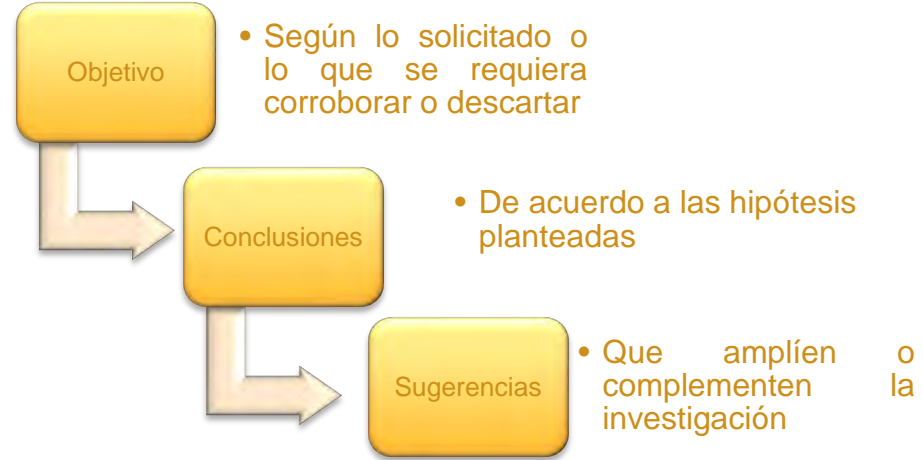 Objetivo
• Según lo solicitado o
lo que se requiera
corroborar o descartar
Conclusiones
• De acuerdo a las hipótesis
planteadas
Sugerencias
• Que amplíen o
complementen la
investigación